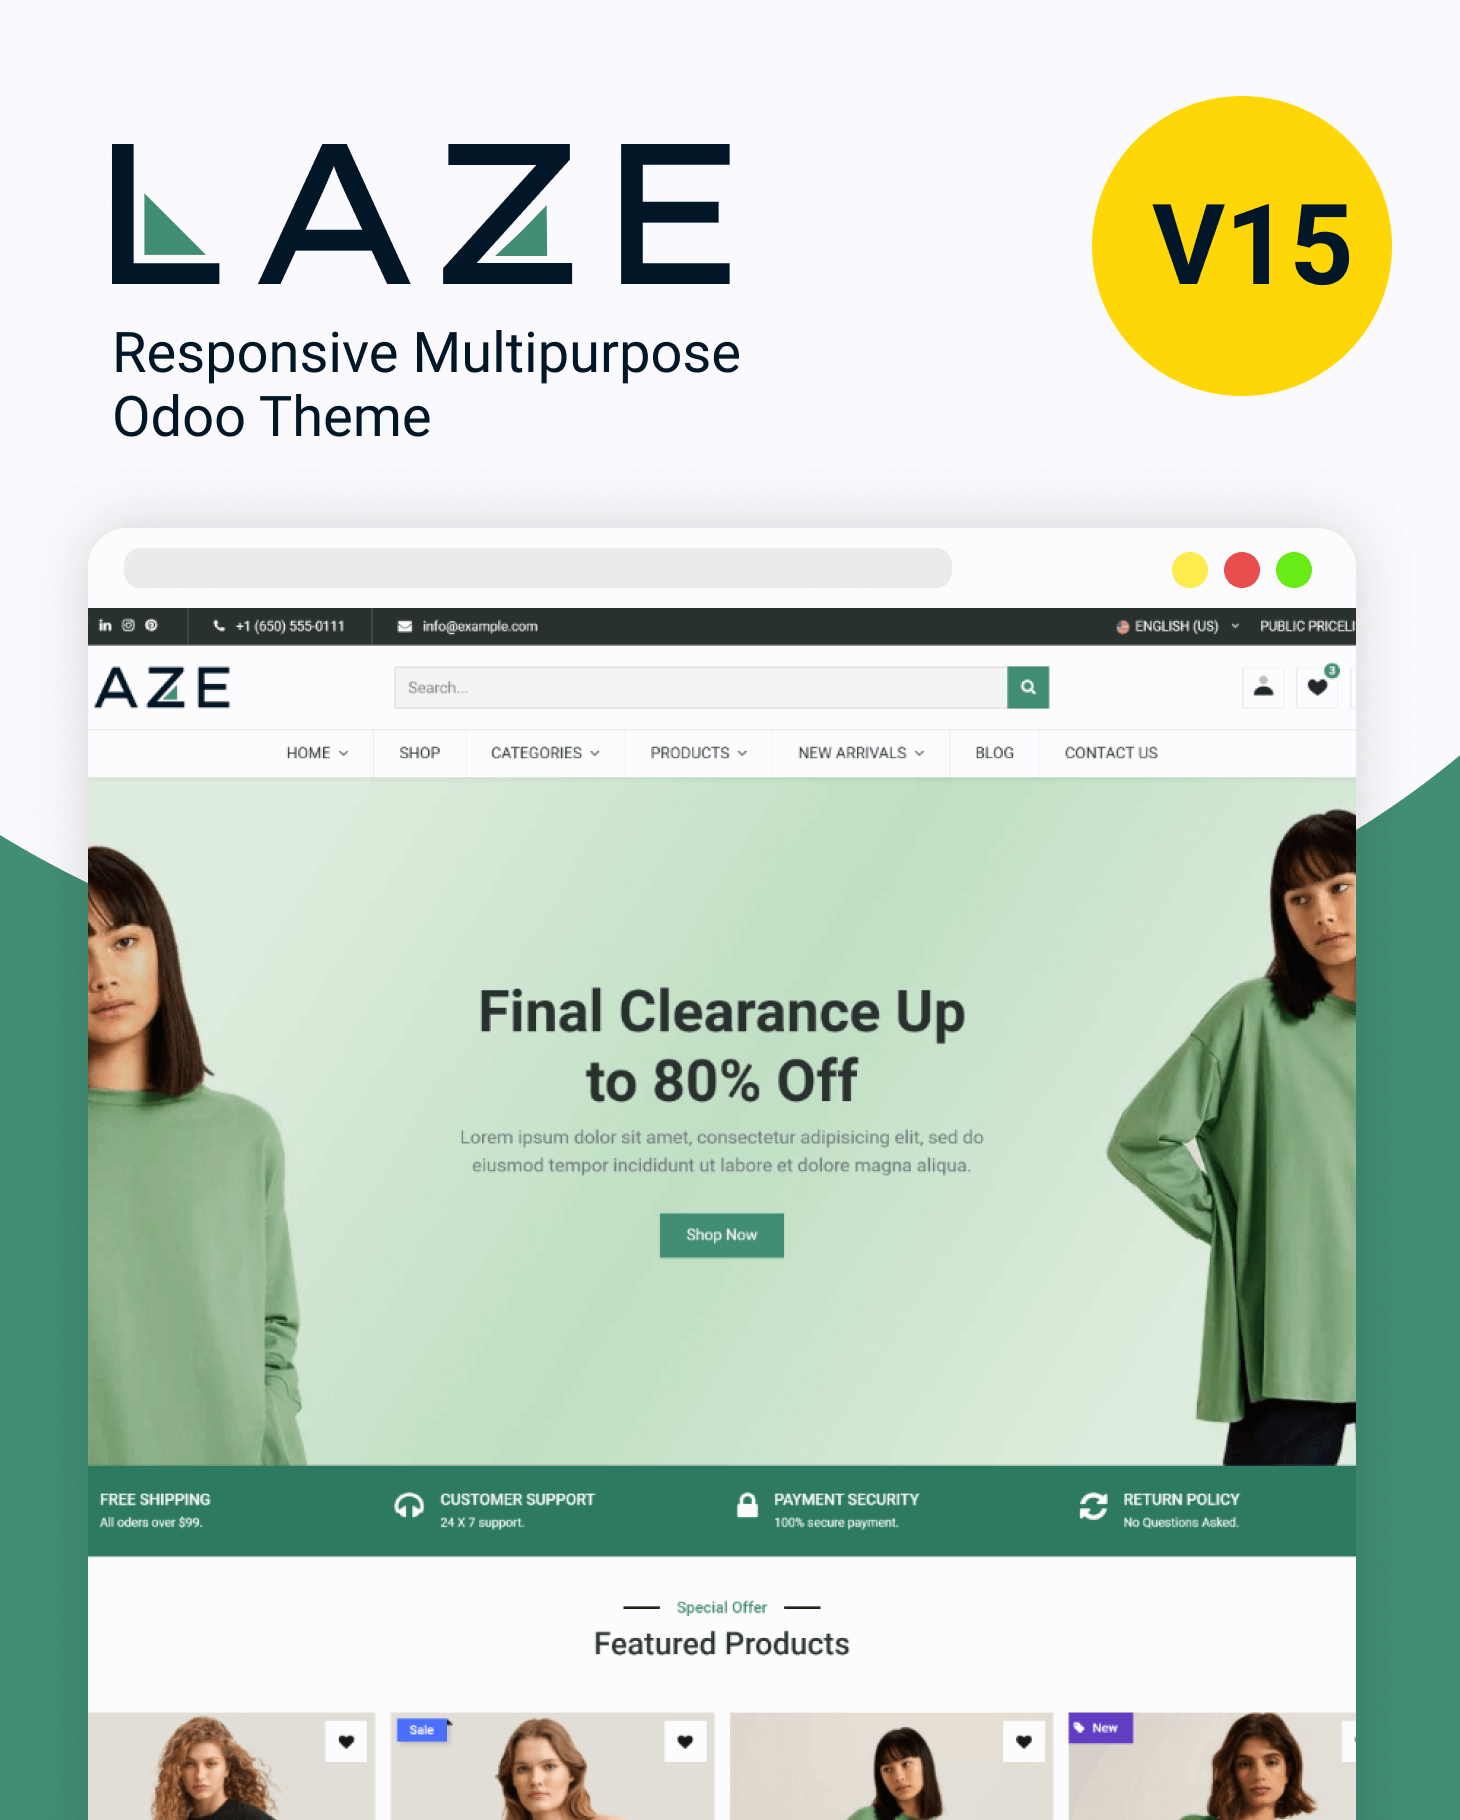 LAZE
V15
Responsive Multipurpose
Odoo Theme
+1 (650) 555-0111
info@example.com
ENGLISH (US)
PUBLIC PRICELI
AZE
Search...
3
HOME
SHOP
CATEGORIES
PRODUCTS
NEW ARRIVALS
BLOG
CONTACT US
Final Clearance Up
to 80% Off
Lorem ipsum dolor sit amet, consectetur adipisicing elit, sed do
eiusmod tempor incididunt ut labore et dolore magna aliqua.
Shop Now
FREE SHIPPING
All oders over $99.
CUSTOMER SUPPORT
24 X 7 support.
PAYMENT SECURITY
100% secure payment.
RETURN POLICY
No Questions Asked.
Special Offer
Featured Products
Sale
New